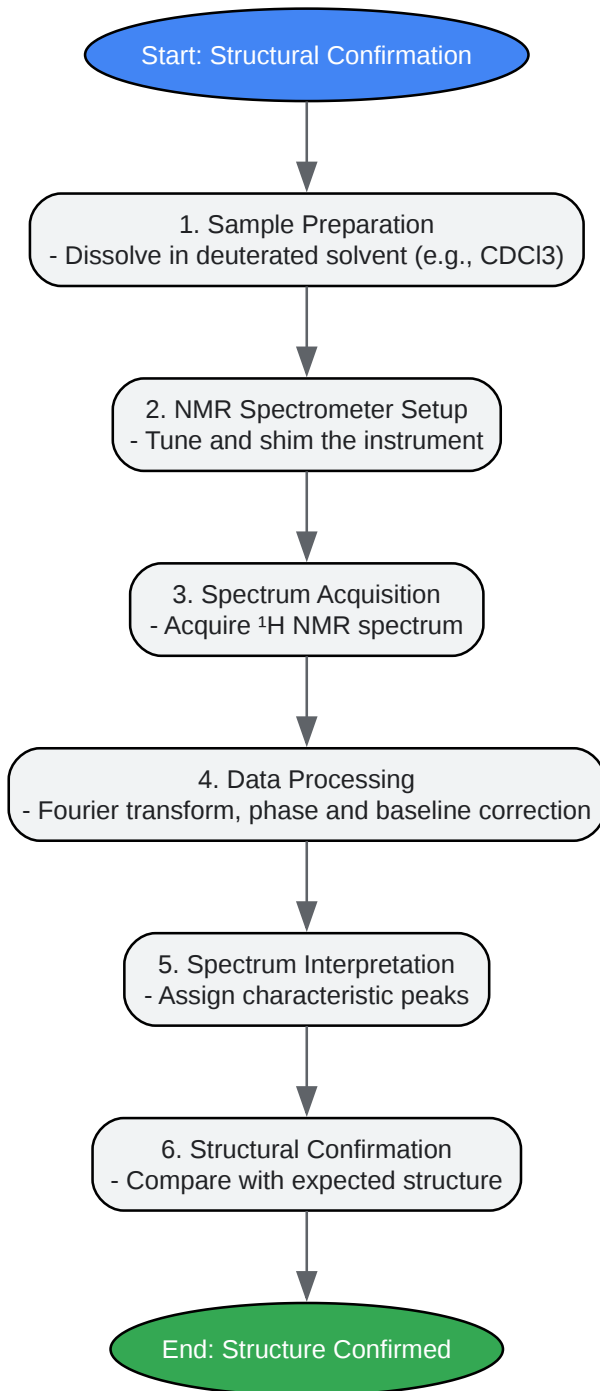 Start: Structural Confirmation
1. Sample Preparation
- Dissolve in deuterated solvent (e.g., CDCl3)
2. NMR Spectrometer Setup
- Tune and shim the instrument
3. Spectrum Acquisition
- Acquire ¹H NMR spectrum
4. Data Processing
- Fourier transform, phase and baseline correction
5. Spectrum Interpretation
- Assign characteristic peaks
6. Structural Confirmation
- Compare with expected structure
End: Structure Confirmed